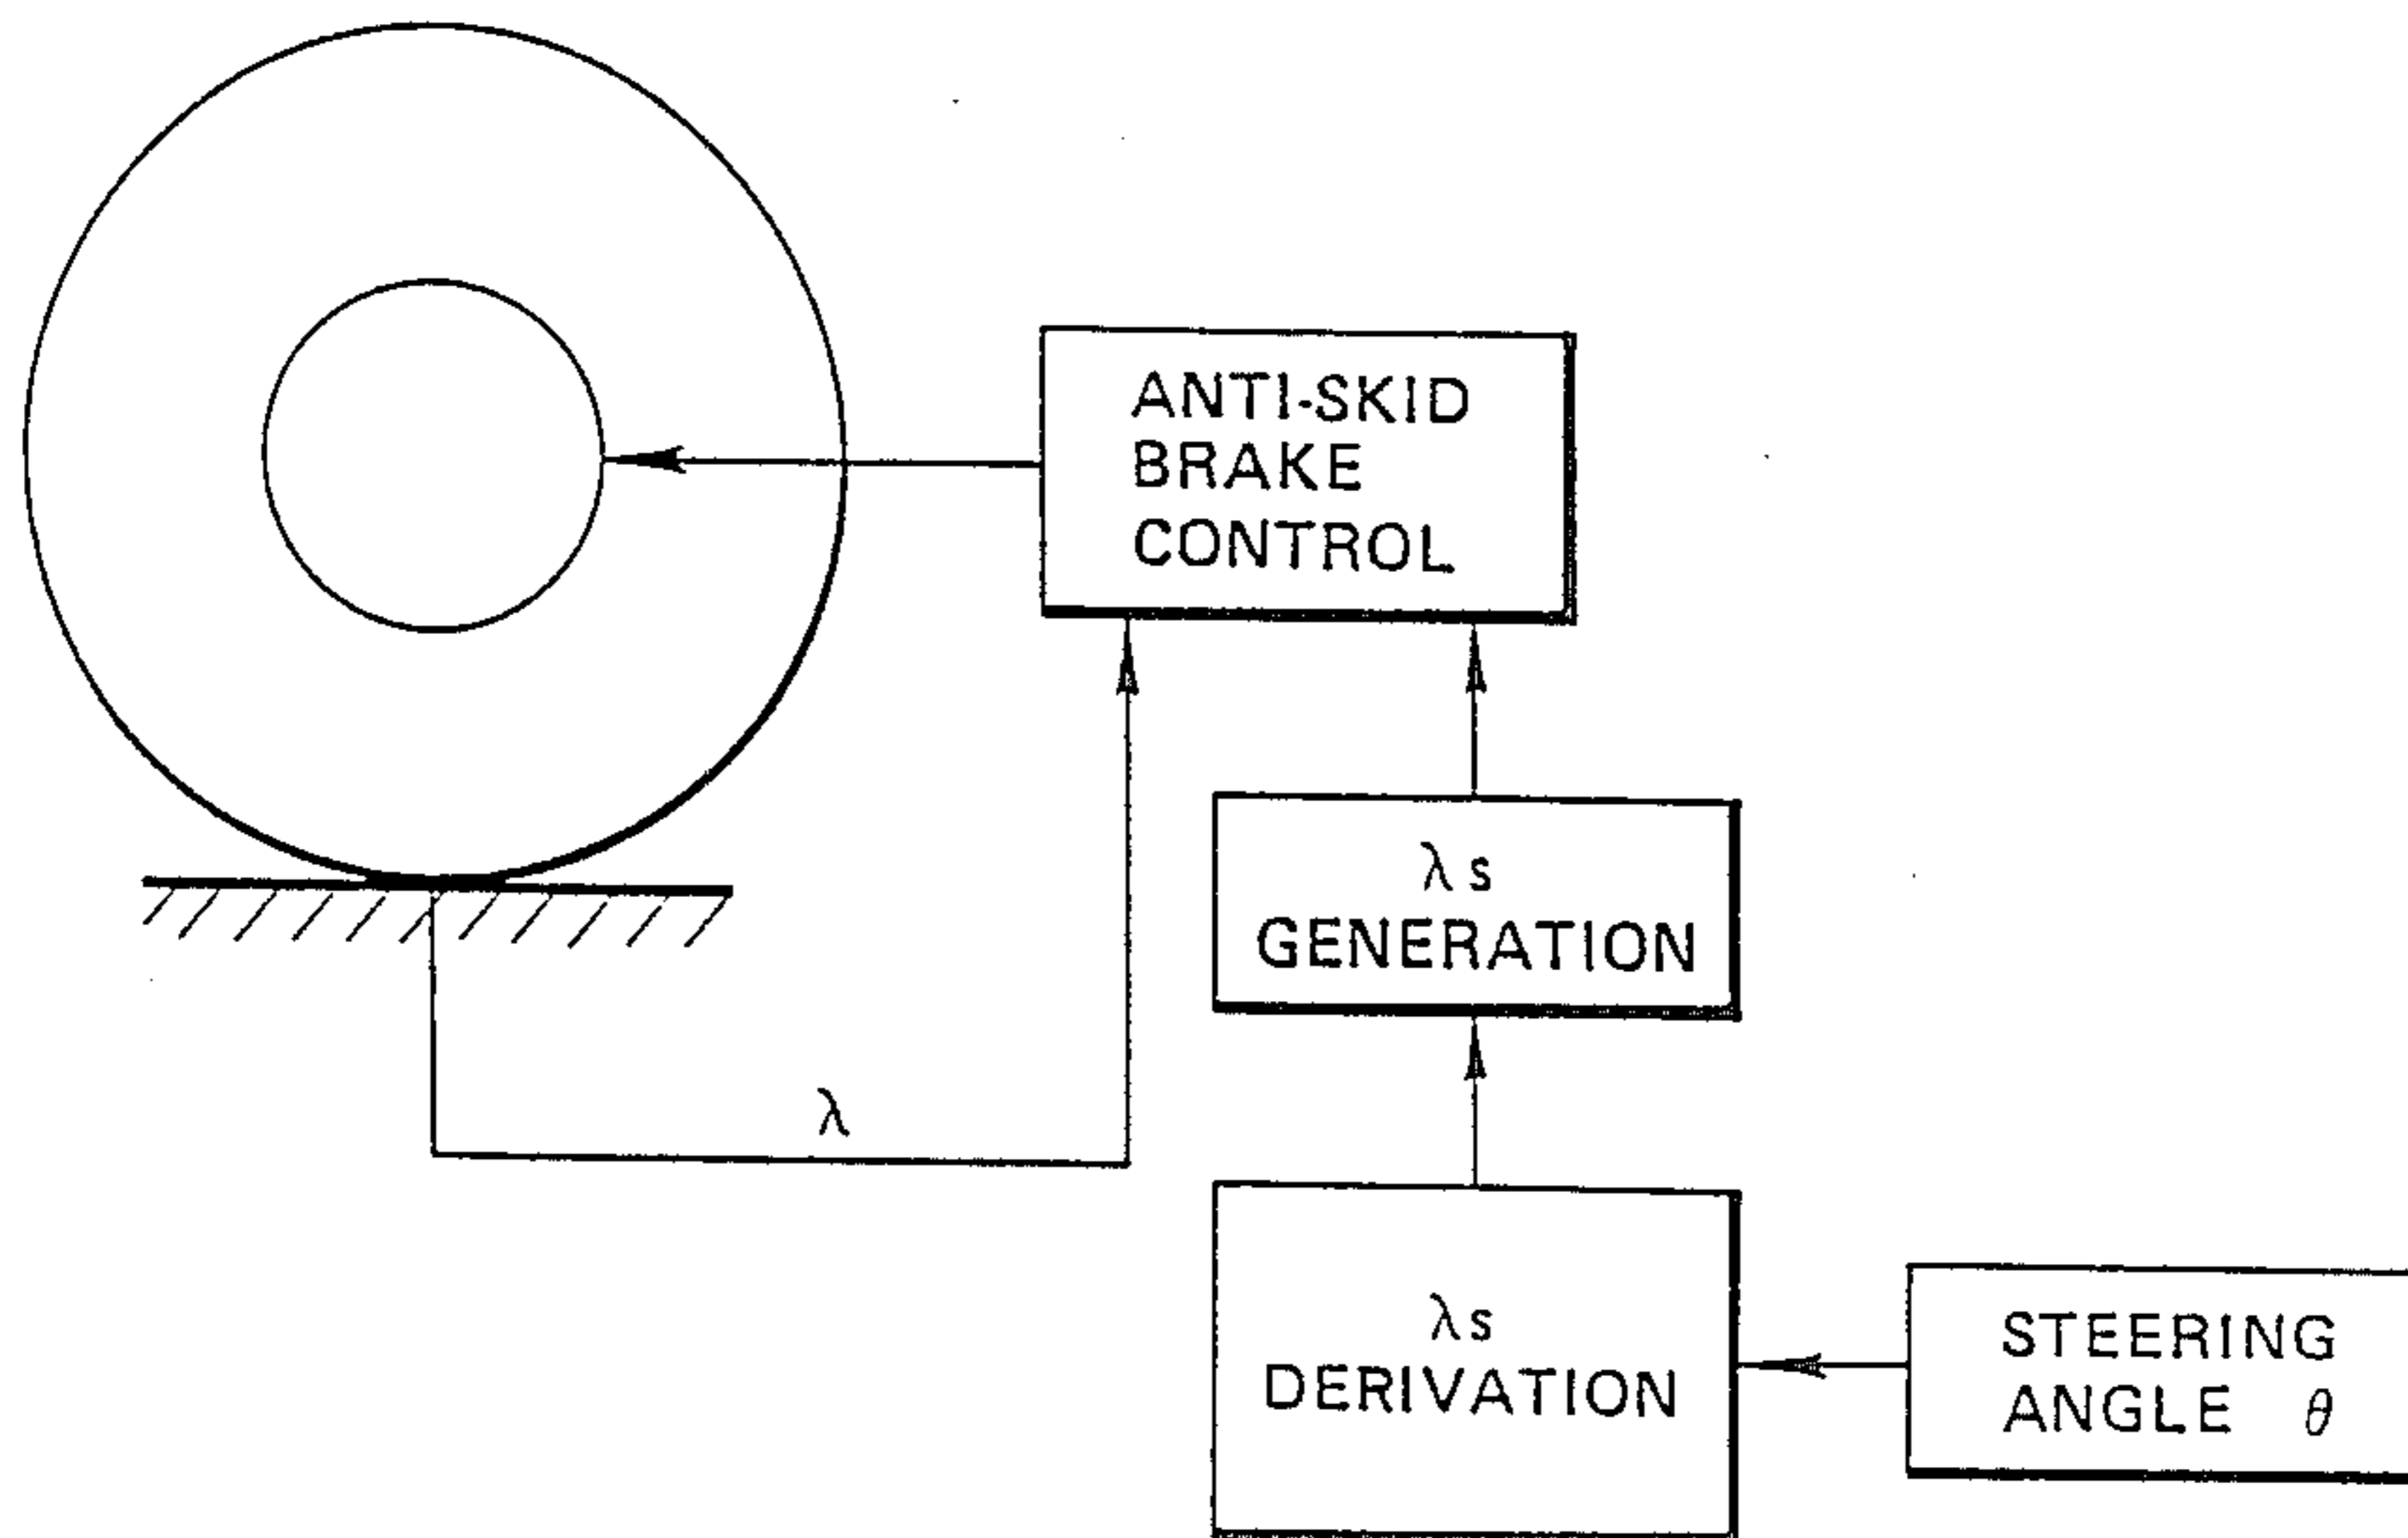 ANTI-SKID
BRAKE
CONTROL
λs
GENERATION
λ
λs
DERIVATION
STEERING
ANGLE θ